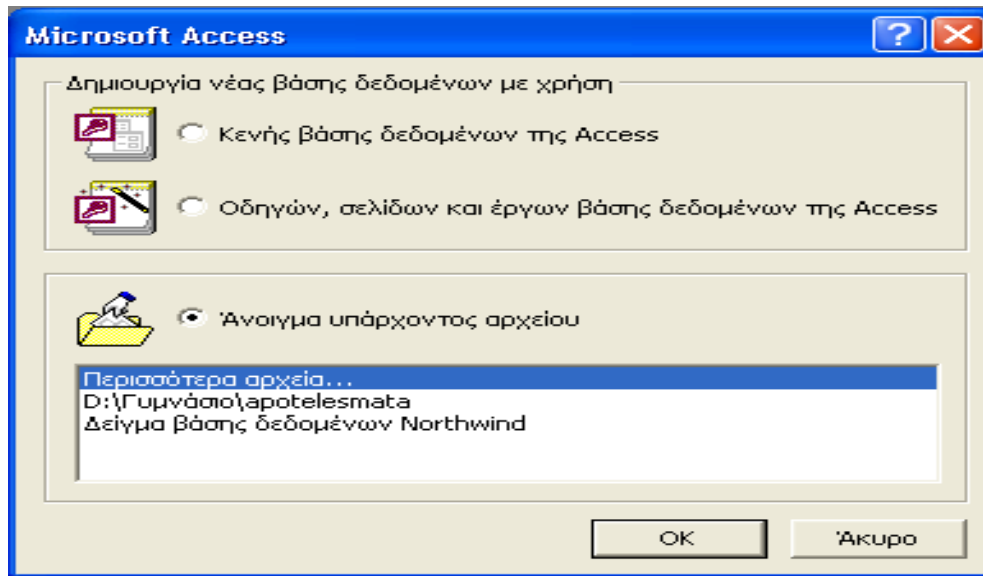 Microsoft Access
Δημιουργία νέας βάσης δεδομένων με χρήση
Κενής βάσης δεδομένων της Access
Οδηγών, σελίδων και έργων βάσης δεδομένων της Access
Άνοιγμα υπάρχοντος αρχείου
Περισσότερα αρχεία...
D:\Γυμνάσιο\apotelesmata
Δείγμα βάσης δεδομένων Northwind
OK Άκυρο